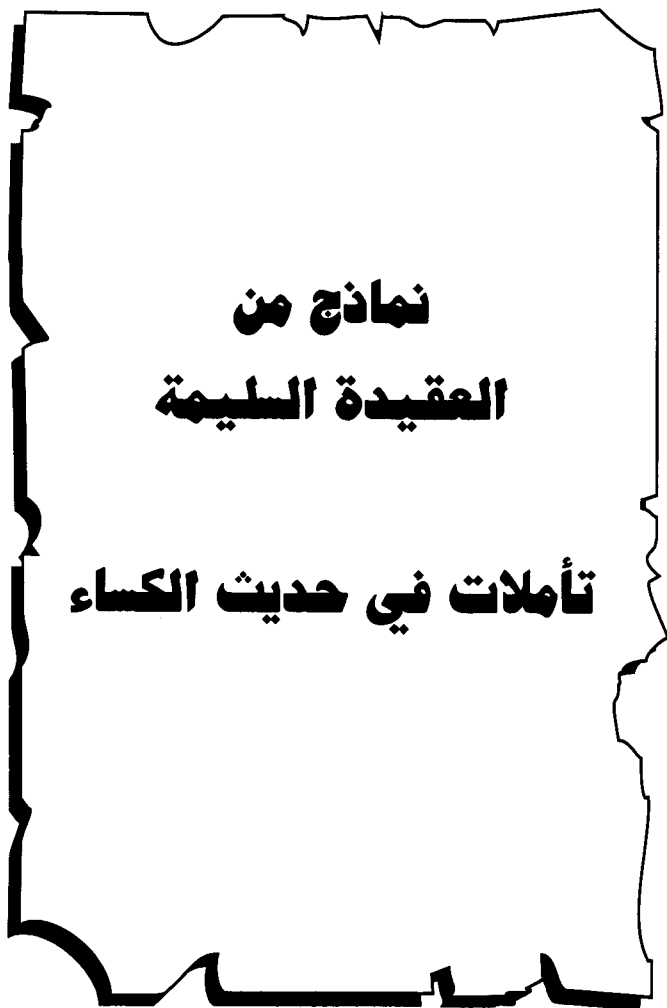 نماذج من
العقيدة السليمة
تأملات في حديث الكساء